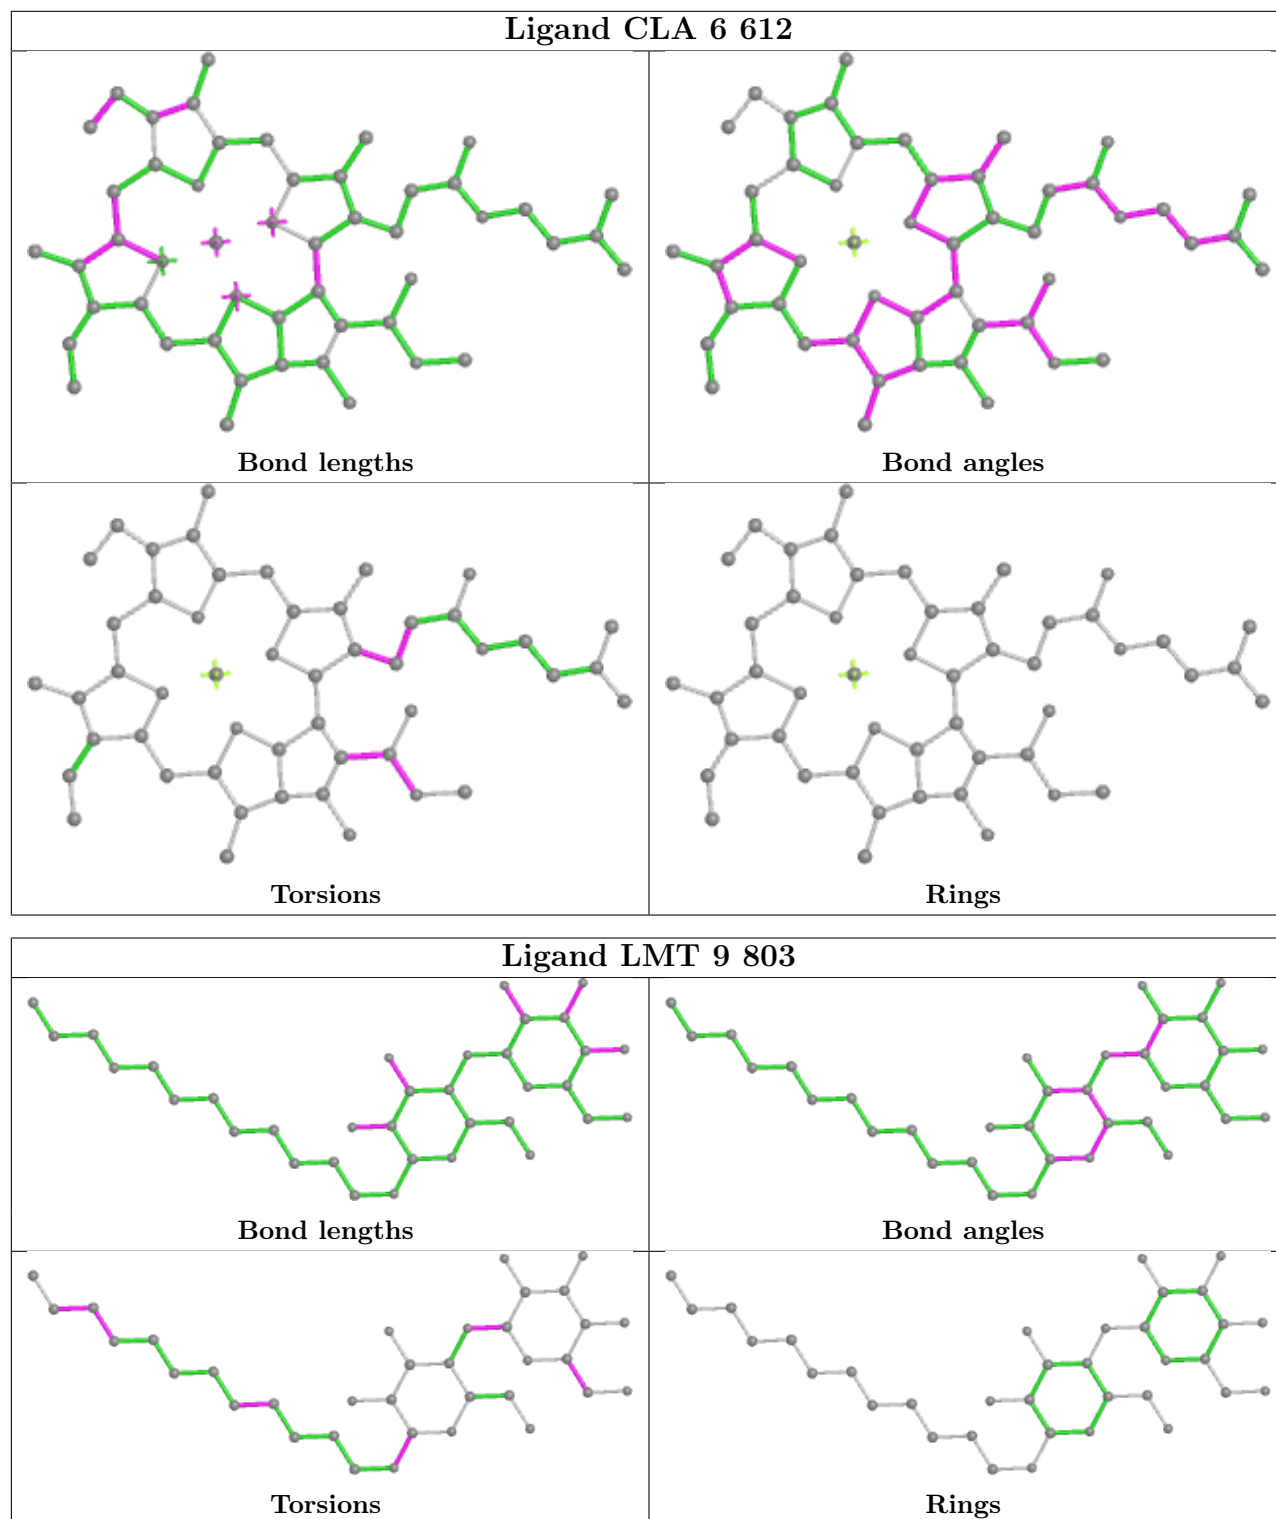 Ligand CLA 6 612
Bond lengths
Bond angles
Torsions
Rings
Ligand LMT 9 803
Bond lengths
Bond angles
Torsions
Rings